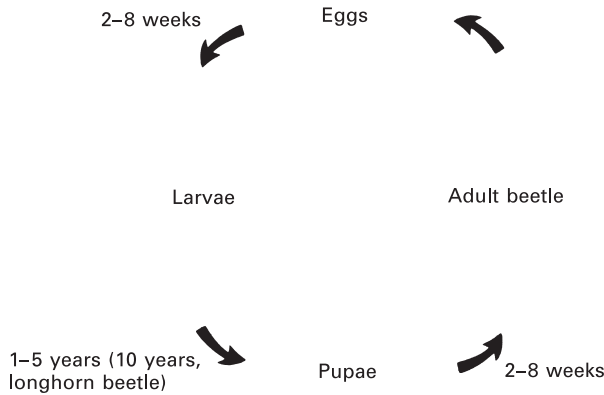 2–8 weeks
Eggs
Larvae
Adult beetle
1–5 years (10 years,
longhorn beetle)
Pupae
2–8 weeks